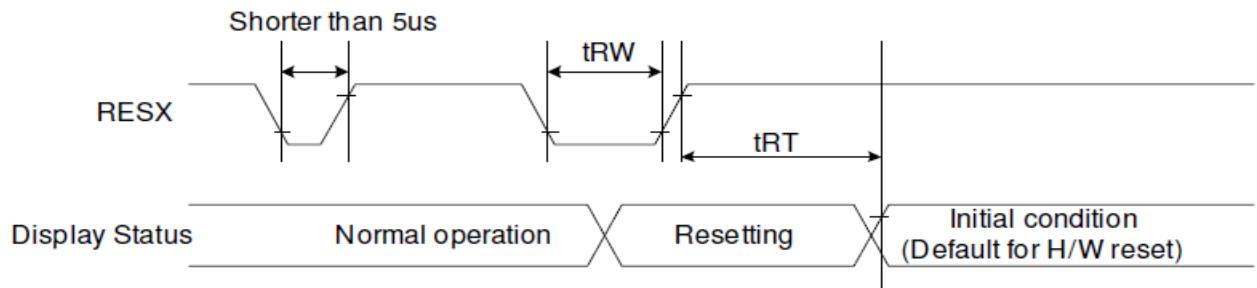 Shorter than 5us
tRW
RESX
tRT
Display Status
Normal operation
Resetting
Initial condition
(Default for H/W reset)